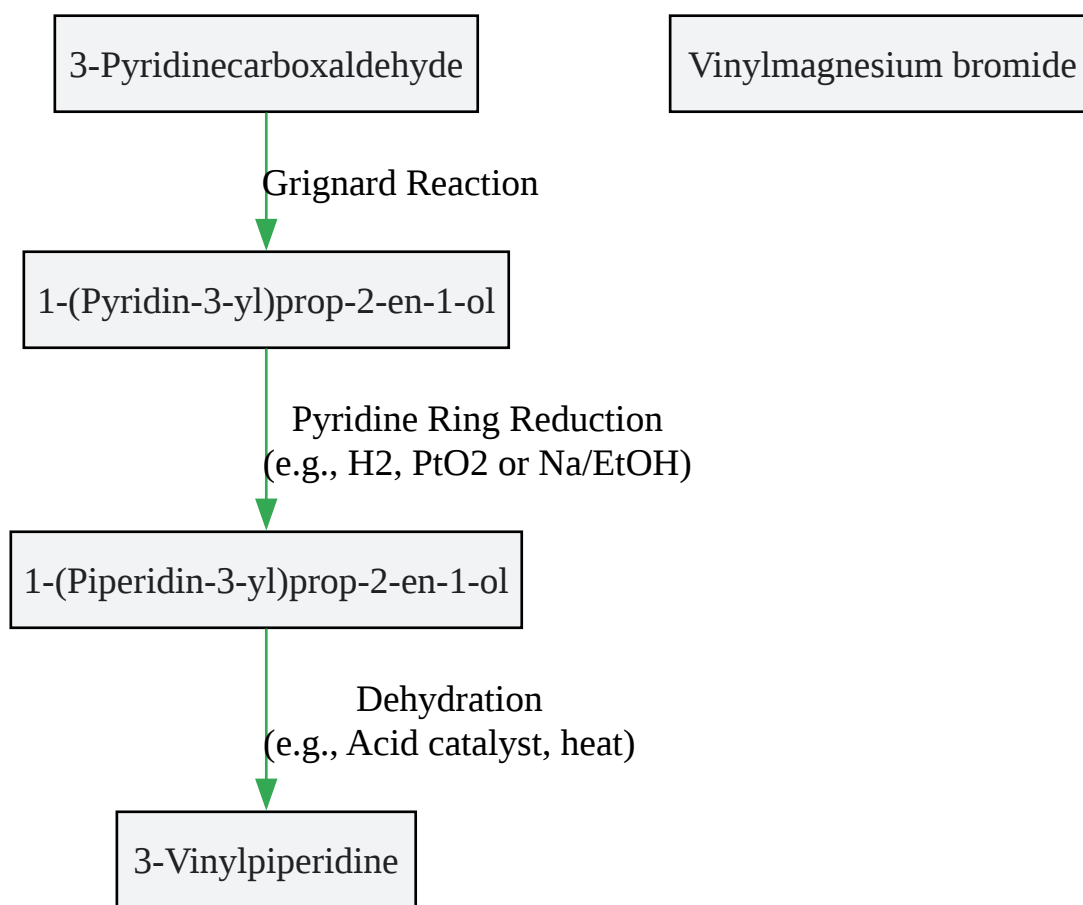 3-Pyridinecarboxaldehyde
Vinylmagnesium bromide
Grignard Reaction
1-(Pyridin-3-yl)prop-2-en-1-ol
Pyridine Ring Reduction
(e.g., H2, PtO2 or Na/EtOH)
1-(Piperidin-3-yl)prop-2-en-1-ol
Dehydration
(e.g., Acid catalyst, heat)
3-Vinylpiperidine